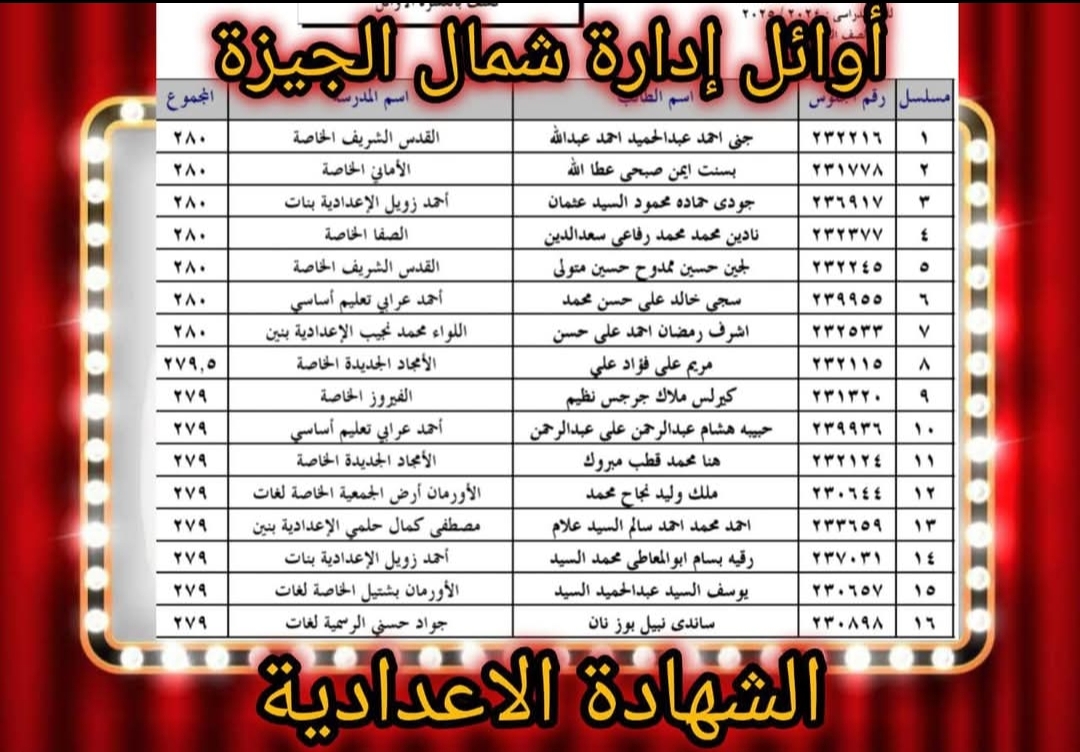 أوائل إدارة شمال الجيزة
٢٠٢٤ / ٢٠٢٥
مسلسل رقم الجلوس اسم الطالب اسم المدرسة المجموع
١ ٢٣٢٢١٦ جنى احمد عبدالحميد احمد عبدالله القدس الشريف الخاصة ٢٨٠
٢ ٢٣١٧٧٨ بسنت ايمن صبحى عطا الله الأماني الخاصة ٢٨٠
٣ ٢٣٦٩١٧ جودى حماده محمود السيد عثمان أحمد زويل الإعدادية بنات ٢٨٠
٤ ٢٣٢٣٧٧ نادين محمد محمد رفاعى سعدالدين الصفا الخاصة ٢٨٠
٥ ٢٣٢٢٤٥ لجين حسين ممدوح حسين متولى القدس الشريف الخاصة ٢٨٠
٦ ٢٣٩٩٥٥ سجى خالد على حسن محمد أحمد عرابي تعليم أساسي ٢٨٠
٧ ٢٣٢٥٣٣ اشرف رمضان احمد على حسن اللواء محمد نجيب الإعدادية بنين ٢٨٠
٨ ٢٣٢١١٥ مريم على فؤاد علي الأمجاد الجديدة الخاصة ٢٧٩,٥
٩ ٢٣١٣٢٠ كيرلس ملاك جرجس نظيم الفيروز الخاصة ٢٧٩
١٠ ٢٣٩٩٣٦ حبيبه هشام عبدالرحمن على عبدالرحمن أحمد عرابي تعليم أساسي ٢٧٩
١١ ٢٣٢١٢٤ هنا محمد قطب مبروك الأمجاد الجديدة الخاصة ٢٧٩
١٢ ٢٣٠٦٤٤ ملك وليد نجاح محمد الأورمان أرض الجمعية الخاصة لغات ٢٧٩
١٣ ٢٣٣٦٥٩ احمد محمد احمد سالم السيد علام مصطفى كمال حلمي الإعدادية بنين ٢٧٩
١٤ ٢٣٧٠٣١ رقيه بسام ابوالمعاطي محمد السيد أحمد زويل الإعدادية بنات ٢٧٩
١٥ ٢٣٠٦٥٧ يوسف السيد عبدالحميد السيد الأورمان بشتيل الخاصة لغات ٢٧٩
١٦ ٢٣٠٨٩٨ ساندى نبيل بوز نان جواد حسني الرسمية لغات ٢٧٩
الشهادة الاعدادية